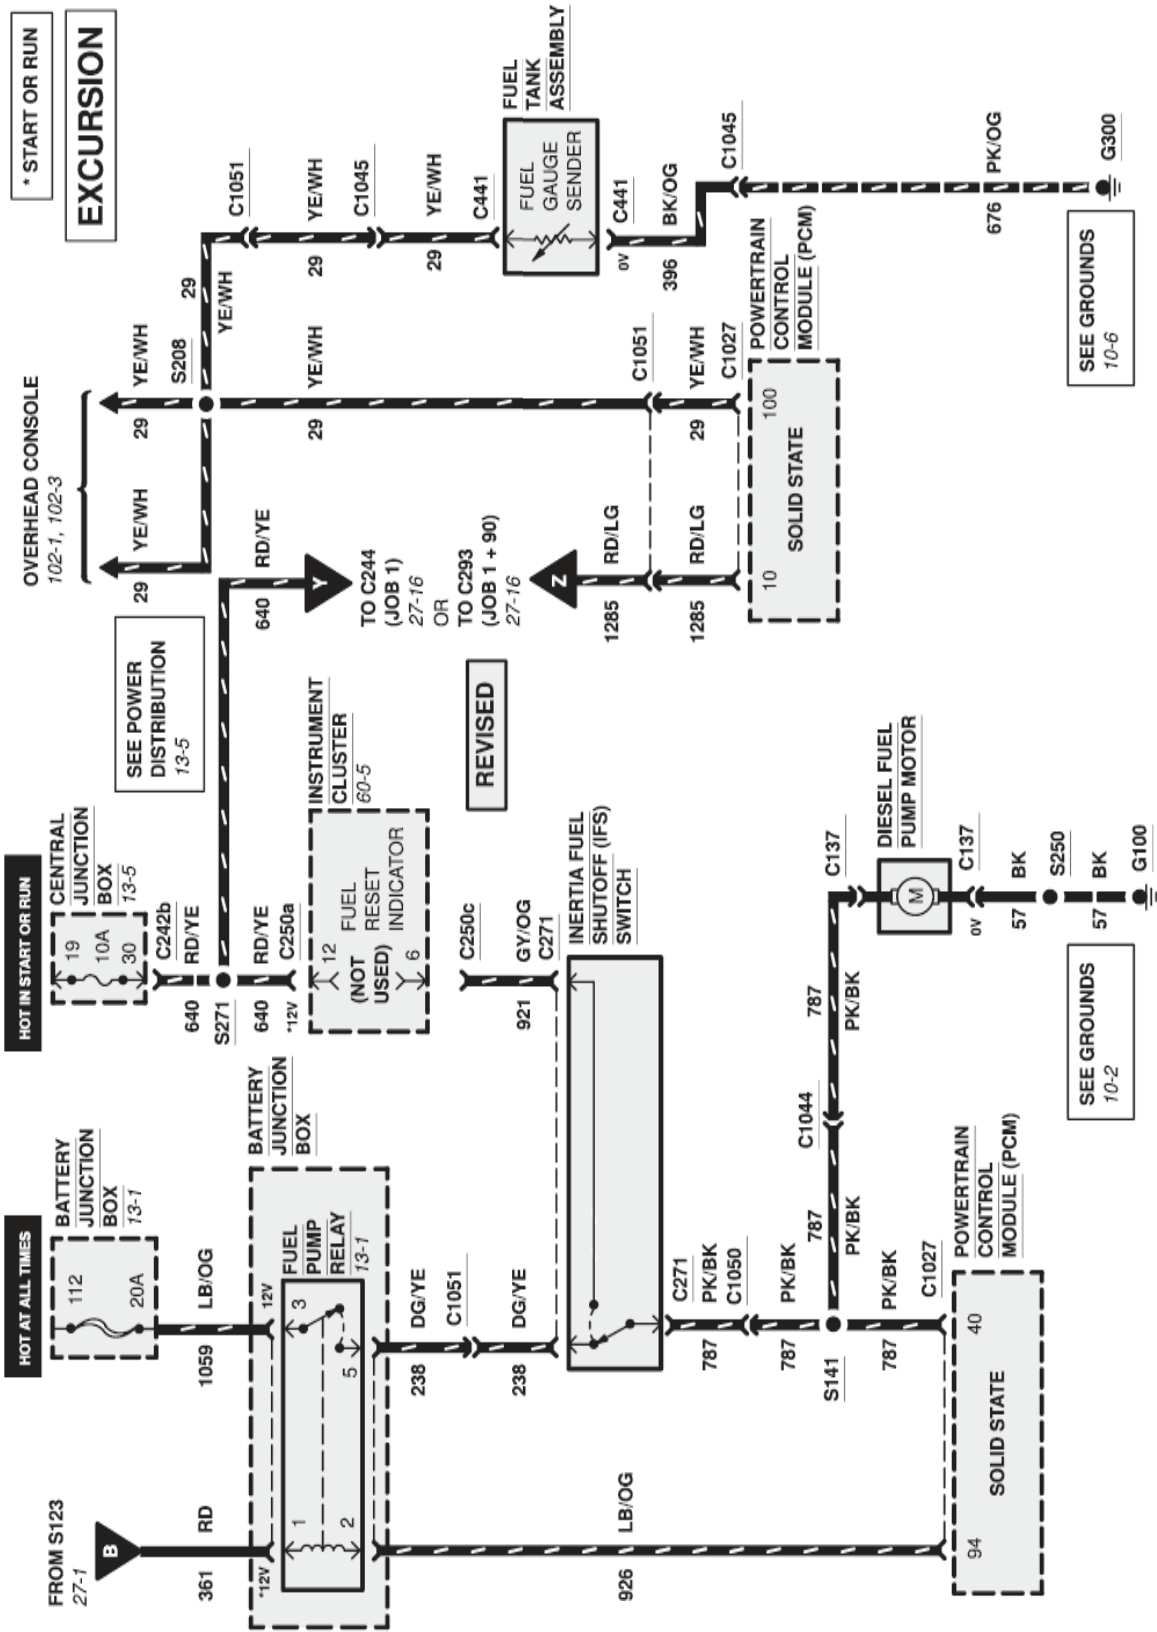 * START OR RUN
EXCURSION
HOT AT ALL TIMES
HOT IN START OR RUN
OVERHEAD CONSOLE
102-1, 102-3
FROM S123
27-1
B
361
RD
*12V
BATTERY
JUNCTION
BOX
13-1
112
20A
1059
LB/OG
12V
BATTERY
JUNCTION
BOX
FUEL
PUMP
RELAY
13-1
1
3
2
5
CENTRAL
JUNCTION
BOX
13-5
19
10A
30
C242b
640
RD/YE
S271
640
RD/YE
C250a
*12V
SEE POWER
DISTRIBUTION
13-5
INSTRUMENT
CLUSTER
60-5
12
FUEL
RESET
INDICATOR
(NOT
USED)
6
640
RD/YE
Y
TO C244
(JOB 1)
27-16
OR
TO C293
(JOB 1 + 90)
27-16
Z
REVISED
29
YE/WH
29
YE/WH
S208
29
YE/WH
C1051
29
YE/WH
C1045
29
YE/WH
C441
FUEL
TANK
ASSEMBLY
FUEL
GAUGE
SENDER
C441
0V
396
BK/OG
C1045
676
PK/OG
G300
SEE GROUNDS
10-6
29
YE/WH
C1051
1285
RD/LG
1285
RD/LG
29
YE/WH
C1027
POWERTRAIN
CONTROL
MODULE (PCM)
10
100
SOLID STATE
238
DG/YE
C1051
238
DG/YE
C250c
921
GY/OG
C271
INERTIA FUEL
SHUTOFF (IFS)
SWITCH
C271
787
PK/BK
C1050
787
PK/BK
S141
787
PK/BK
C1027
926
LB/OG
787
PK/BK
C1044
787
PK/BK
C137
DIESEL FUEL
PUMP MOTOR
M
C137
0V
57
BK
S250
57
BK
G100
SEE GROUNDS
10-2
POWERTRAIN
CONTROL
MODULE (PCM)
94
40
SOLID STATE